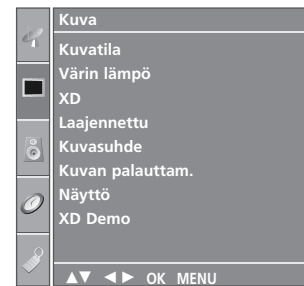 Kuva
Kuvatila
Värin lämpö
XD
Laajennettu
Kuvasuhde
Kuvan palauttam.
Näyttö
XD Demo
▲▼ ◄► OK MENU